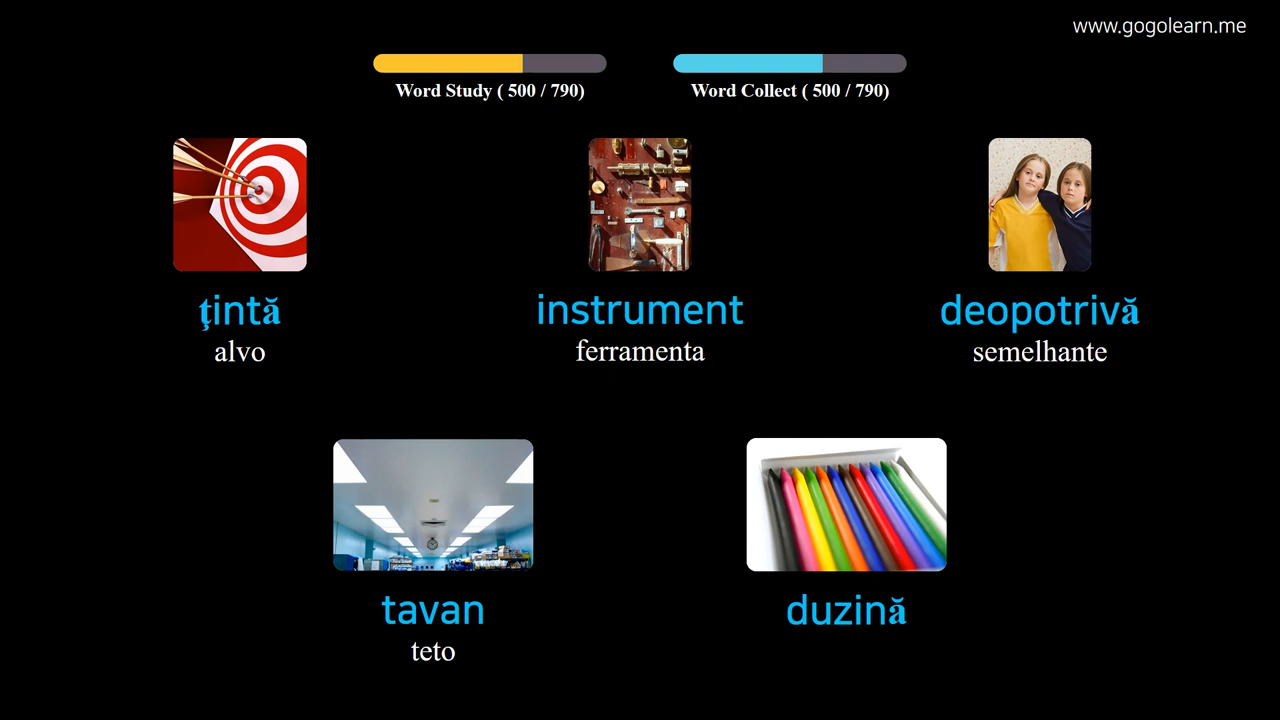 www.gogolearn.me
Word Study ( 500 / 790)
Word Collect ( 500 / 790)
ţintă
alvo
instrument
ferramenta
deopotrivă
semelhante
tavan
teto
duzină